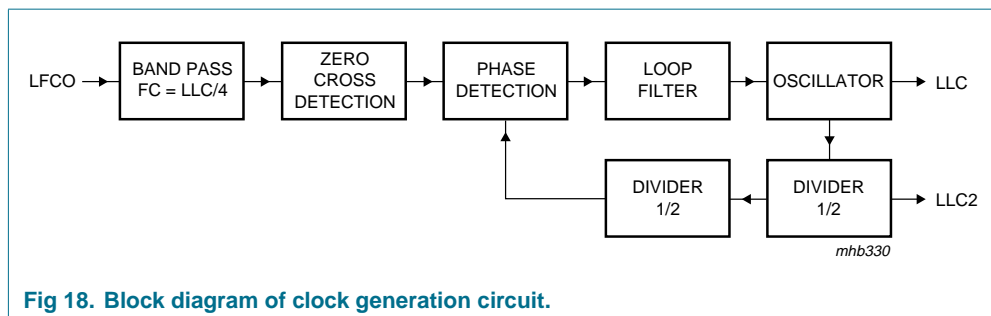 LFCO
BAND PASS
FC = LLC/4
ZERO
CROSS
DETECTION
PHASE
DETECTION
LOOP
FILTER
OSCILLATOR
LLC
DIVIDER
1/2
DIVIDER
1/2
LLC2
mhb330
Fig 18. Block diagram of clock generation circuit.